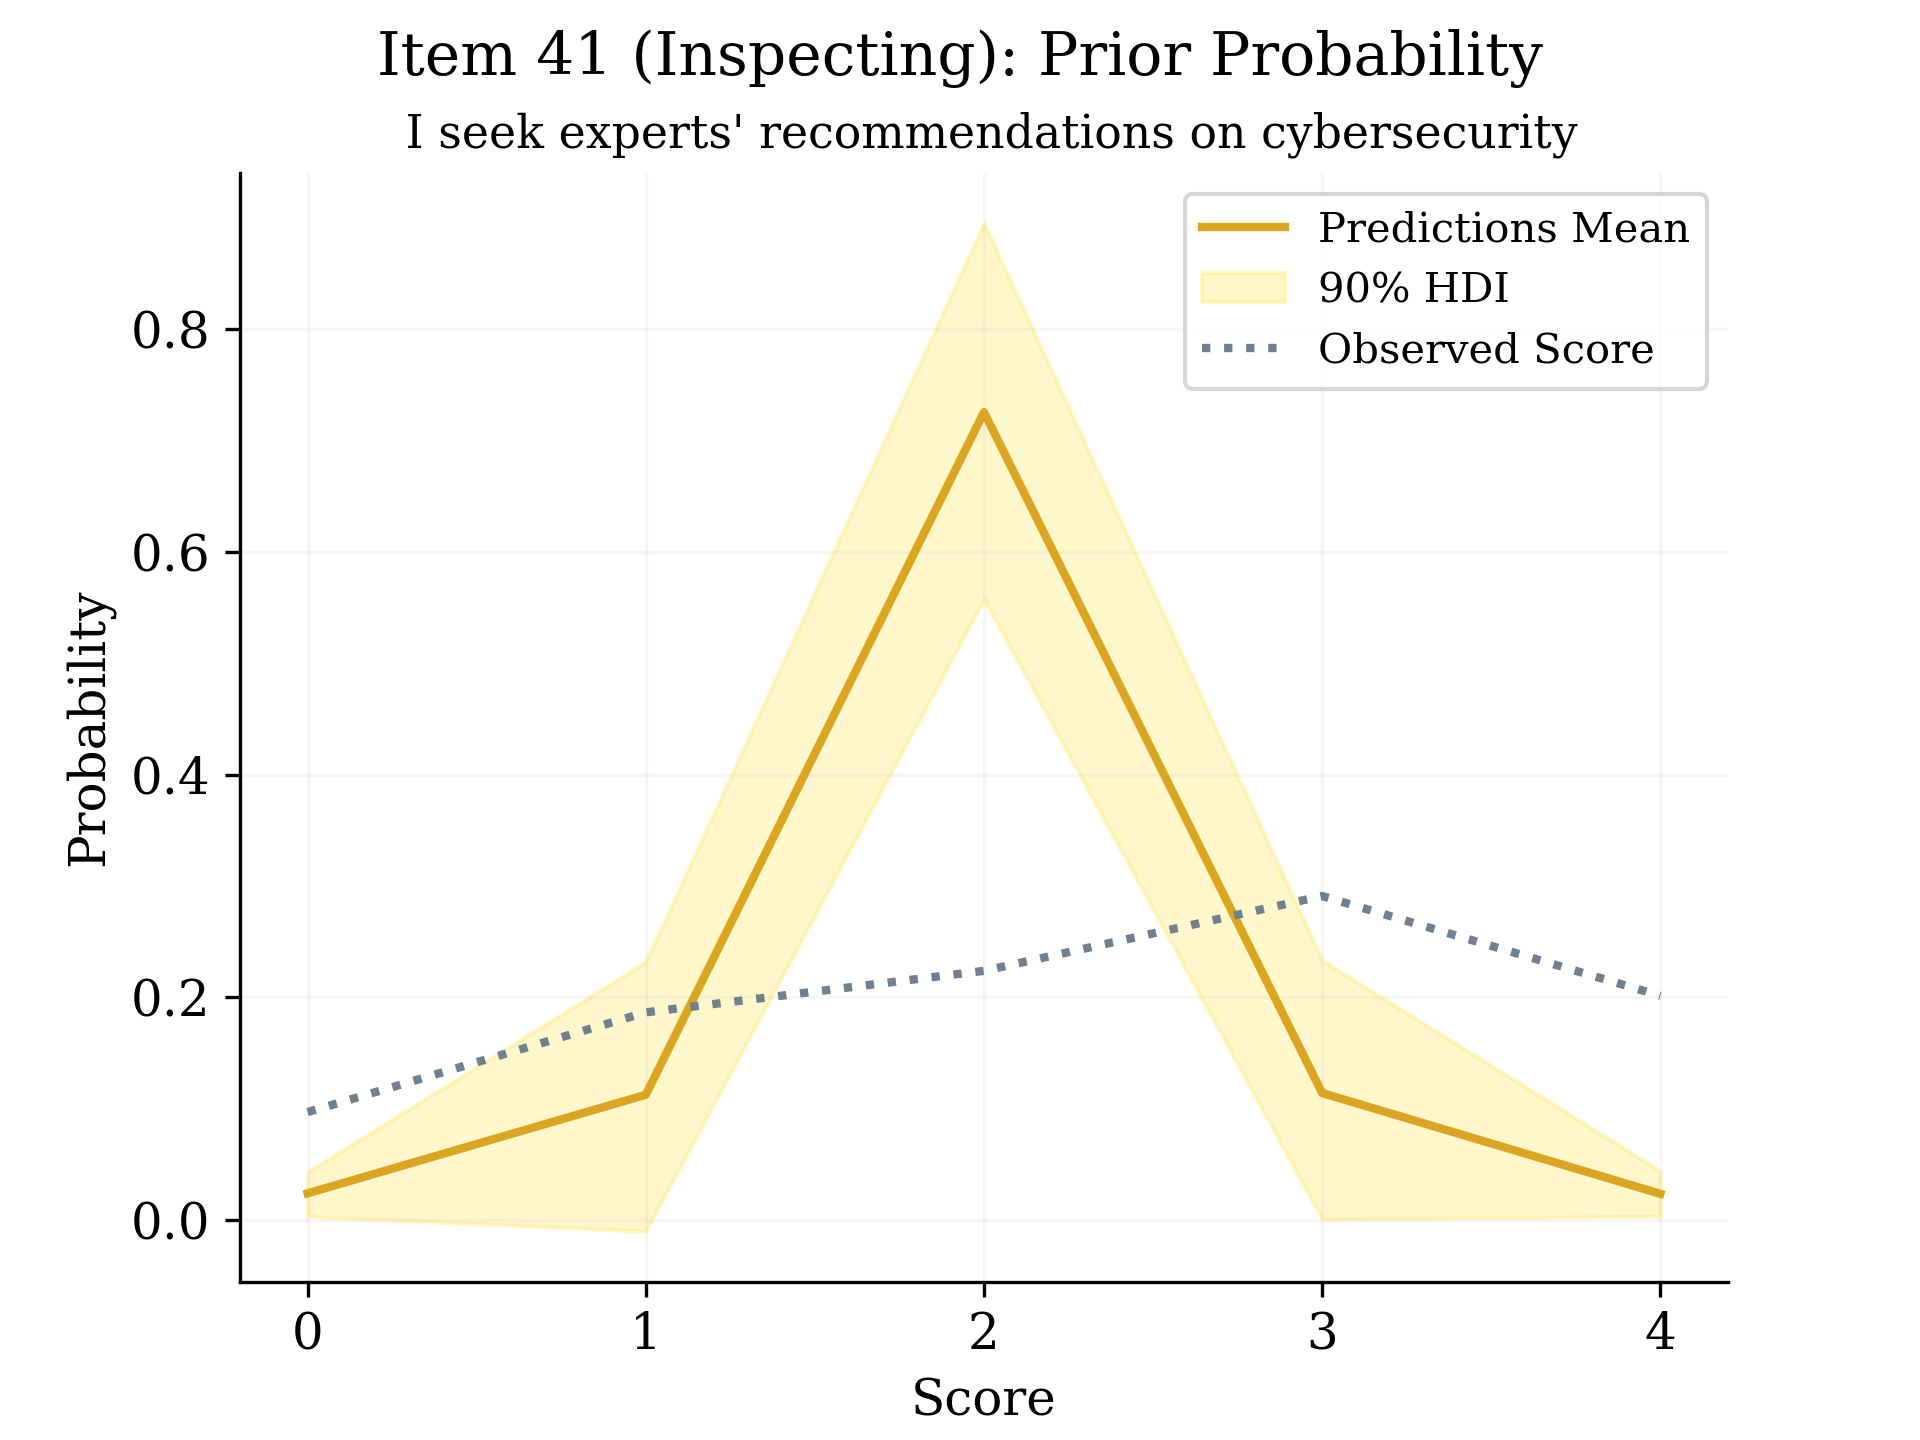 Item 41 (Inspecting): Prior Probability
I seek experts' recommendations on cybersecurity
Predictions Mean
90% HDI
Observed Score
Probability
0.8
0.6
0.4
0.2
0.0
0 1 2 3 4
Score